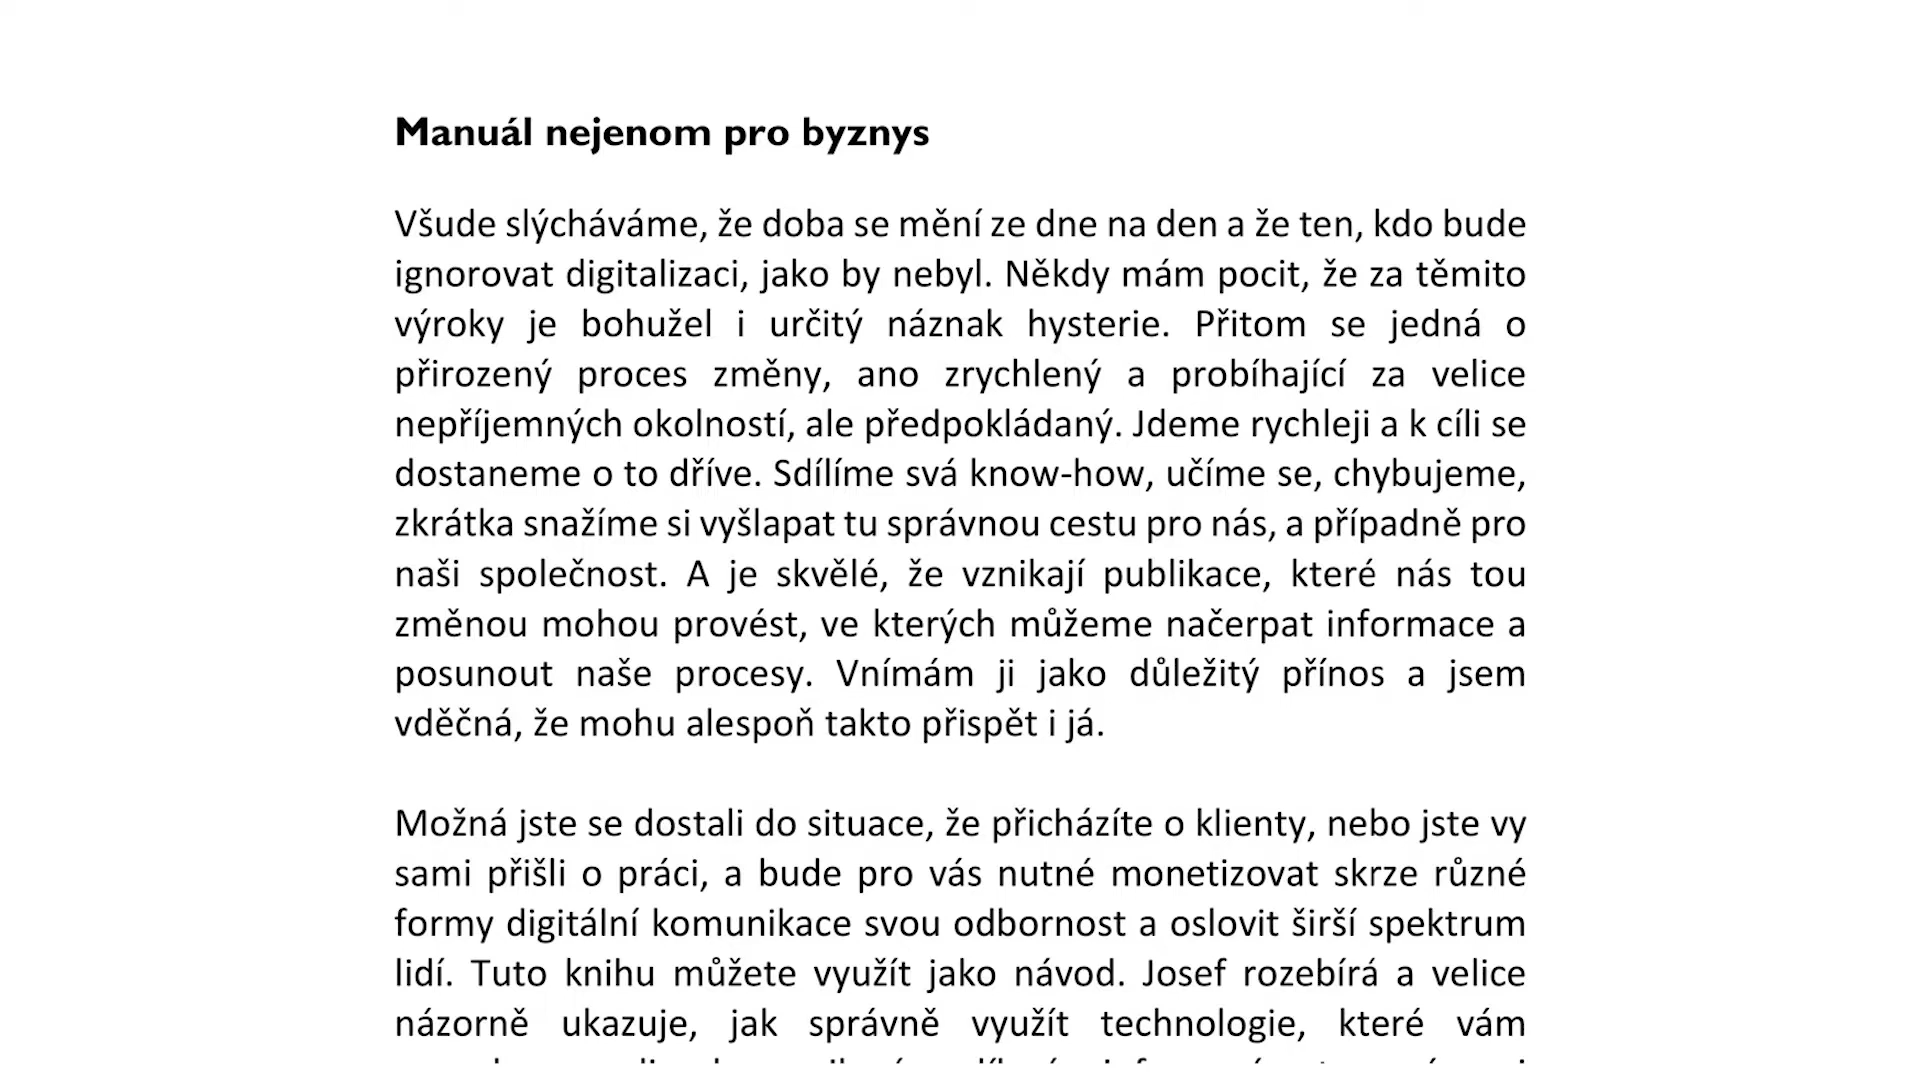 Manuál nejenom pro byznys
Všude slýcháváme, že doba se mění ze dne na den a že ten, kdo bude
ignorovat digitalizaci, jako by nebyl. Někdy mám pocit, že za těmito
výroky je bohužel i určitý náznak hysterie. Přitom se jedná o
přirozený proces změny, ano zrychlený a probíhající za velice
nepříjemných okolností, ale předpokládaný. Jdeme rychleji a k cíli se
dostaneme o to dříve. Sdílíme svá know-how, učíme se, chybujeme,
zkrátka snažíme si vyšlapat tu správnou cestu pro nás, a případně pro
naši společnost. A je skvělé, že vznikají publikace, které nás tou
změnou mohou provést, ve kterých můžeme načerpat informace a
posunout naše procesy. Vnímám ji jako důležitý přínos a jsem
vděčná, že mohu alespoň takto přispět i já.
Možná jste se dostali do situace, že přicházíte o klienty, nebo jste vy
sami přišli o práci, a bude pro vás nutné monetizovat skrze různé
formy digitální komunikace svou odbornost a oslovit širší spektrum
lidí. Tuto knihu můžete využít jako návod. Josef rozebírá a velice
názorně ukazuje, jak správně využít technologie, které vám